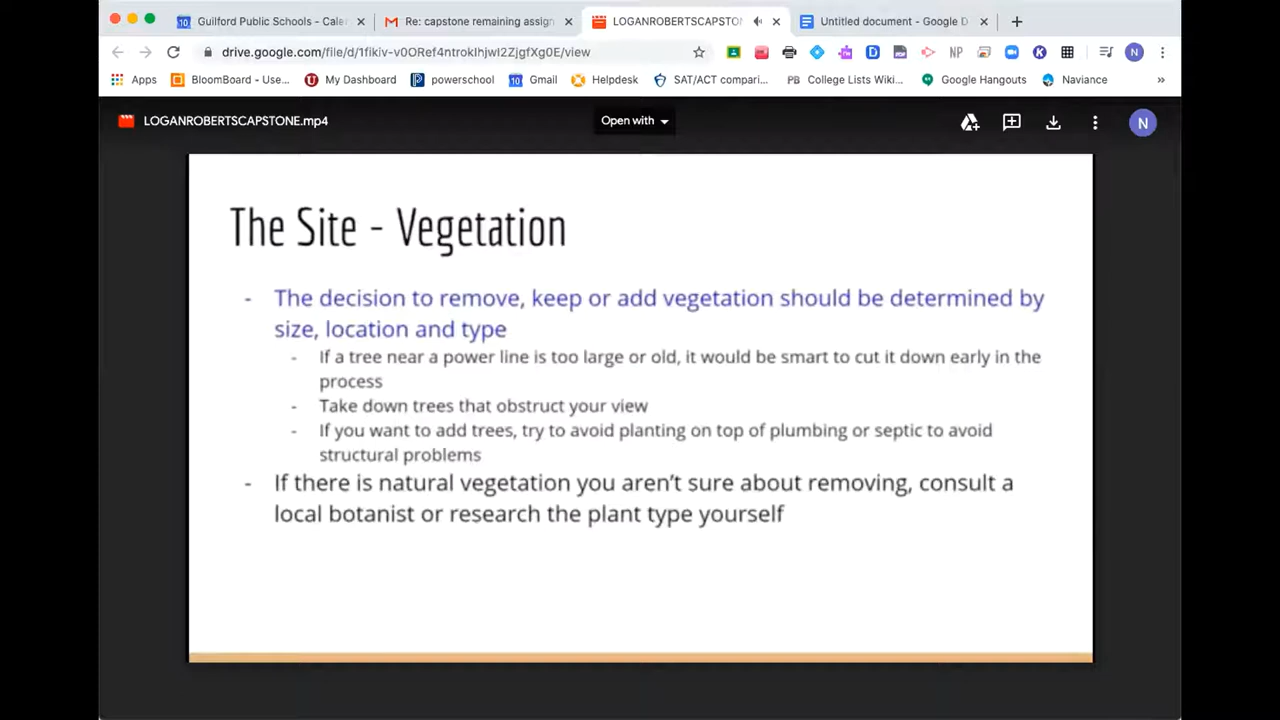 Guilford Public Schools - Cale
Re: capstone remaining assign
LOGANROBERTSCAPSTON
Untitled document - Google D
drive.google.com/file/d/1fikiv-v0ORef4ntrokIhjwI2ZjgfXg0E/view
NP
N
Apps
BloomBoard - Use...
My Dashboard
powerschool
Gmail
Helpdesk
SAT/ACT compari...
PB College Lists Wiki...
Google Hangouts
Naviance
»
LOGANROBERTSCAPSTONE.mp4
Open with
N
The Site - Vegetation
- The decision to remove, keep or add vegetation should be determined by
size, location and type
- If a tree near a power line is too large or old, it would be smart to cut it down early in the
process
- Take down trees that obstruct your view
- If you want to add trees, try to avoid planting on top of plumbing or septic to avoid
structural problems
- If there is natural vegetation you aren't sure about removing, consult a
local botanist or research the plant type yourself